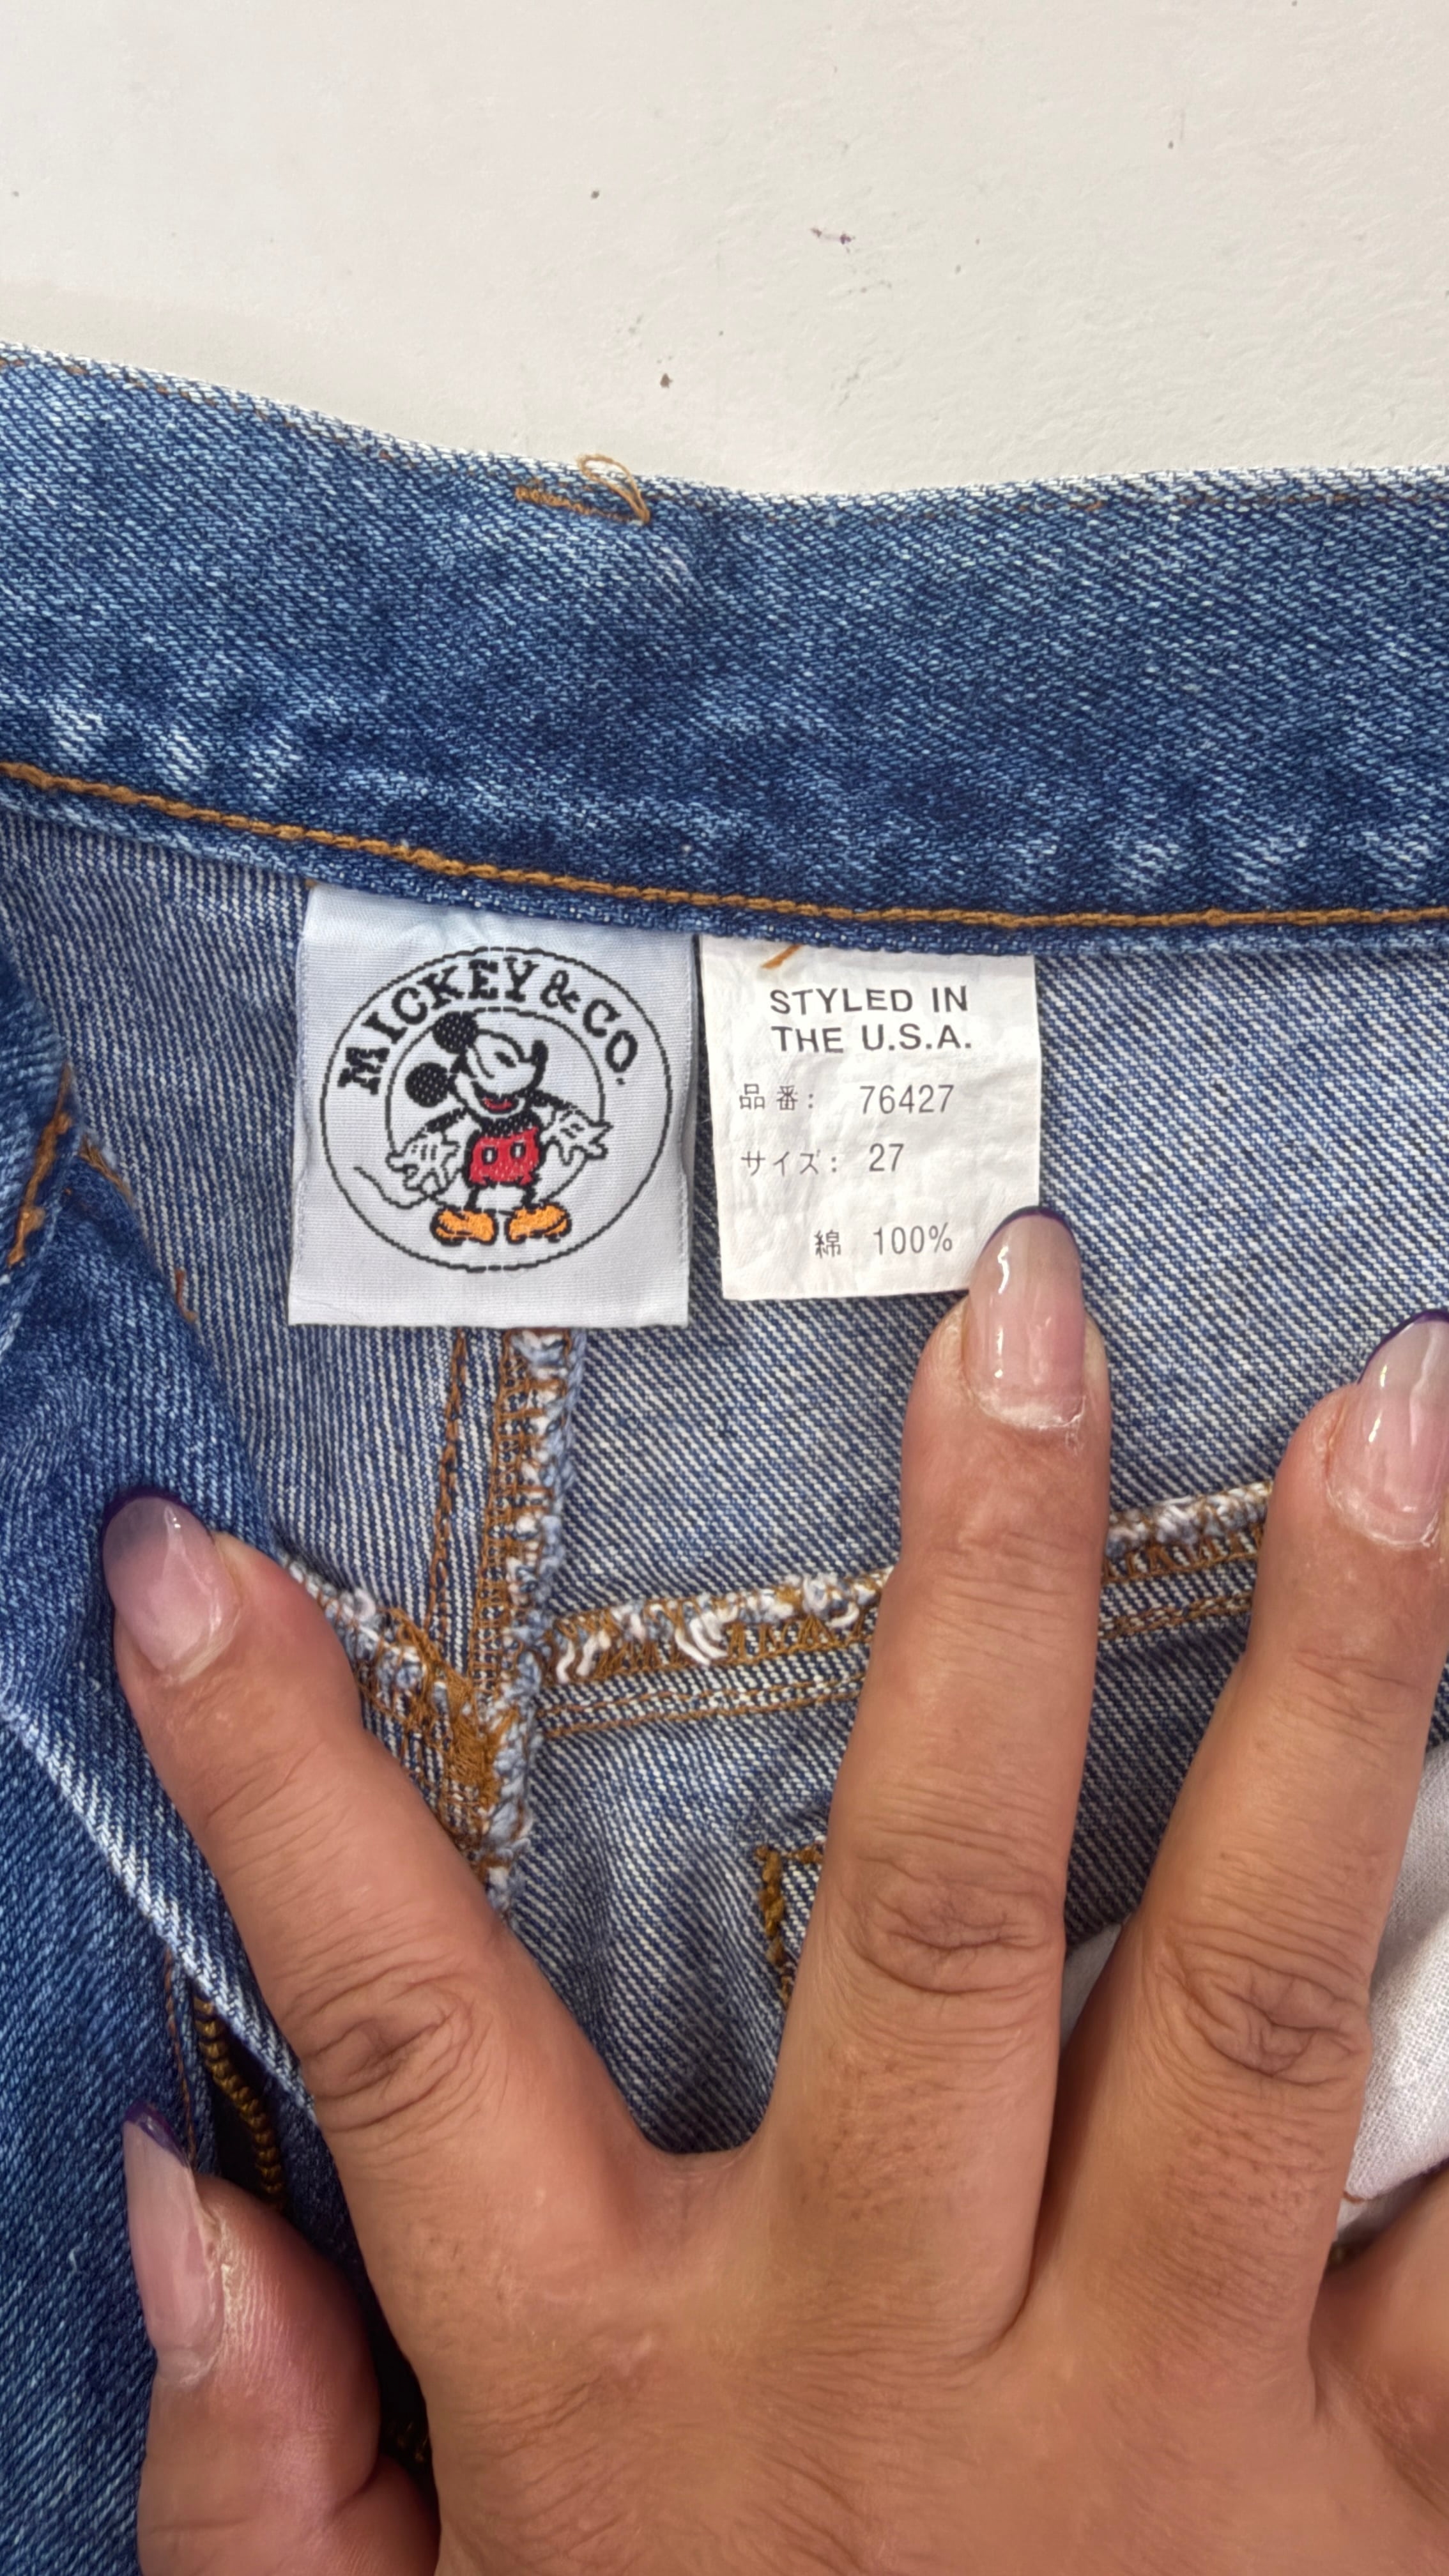 MICKEY & CO.
STYLED IN
THE U.S.A.
品番: 76427
サイズ: 27
綿 100%